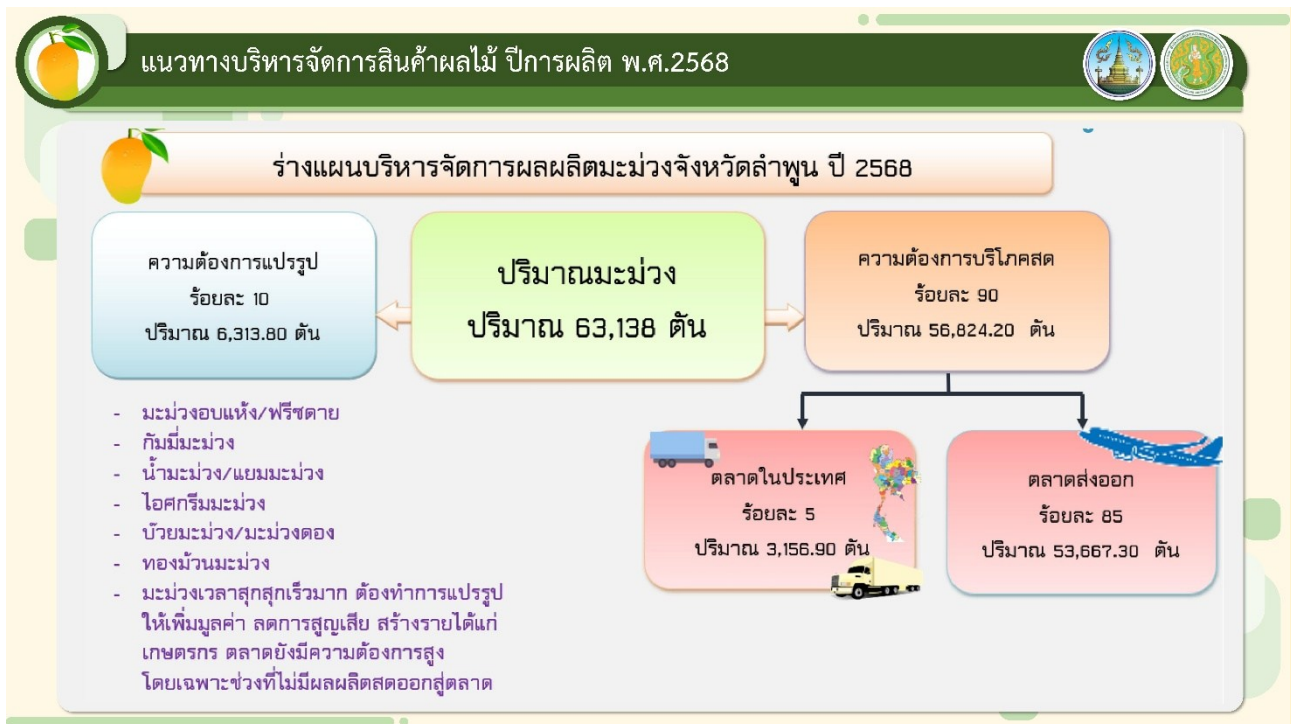 แนวทางบริหารจัดการสินค้าผลไม้ ปีการผลิต พ.ศ.2568
ร่างแผนบริหารจัดการผลผลิตมะม่วงจังหวัดลำพูน ปี 2568
ความต้องการแปรรูป
ร้อยละ 10
ปริมาณ 6,313.80 ตัน
ปริมาณมะม่วง
ปริมาณ 63,138 ตัน
ความต้องการบริโภคสด
ร้อยละ 90
ปริมาณ 56,824.20 ตัน
- มะม่วงอบแห้ง/ฟรีซดาย
- กัมมี่มะม่วง
- น้ำมะม่วง/แยมมะม่วง
- ไอศกรีมมะม่วง
- บ๊วยมะม่วง/มะม่วงดอง
- ทองม้วนมะม่วง
- มะม่วงเวลาสุกสุกเร็วมาก ต้องทำการแปรรูป
ให้เพิ่มมูลค่า ลดการสูญเสีย สร้างรายได้แก่
เกษตรกร ตลาดยังมีความต้องการสูง
โดยเฉพาะช่วงที่ไม่มีผลผลิตสดออกสู่ตลาด
ตลาดในประเทศ
ร้อยละ 5
ปริมาณ 3,156.90 ตัน
ตลาดส่งออก
ร้อยละ 85
ปริมาณ 53,667.30 ตัน